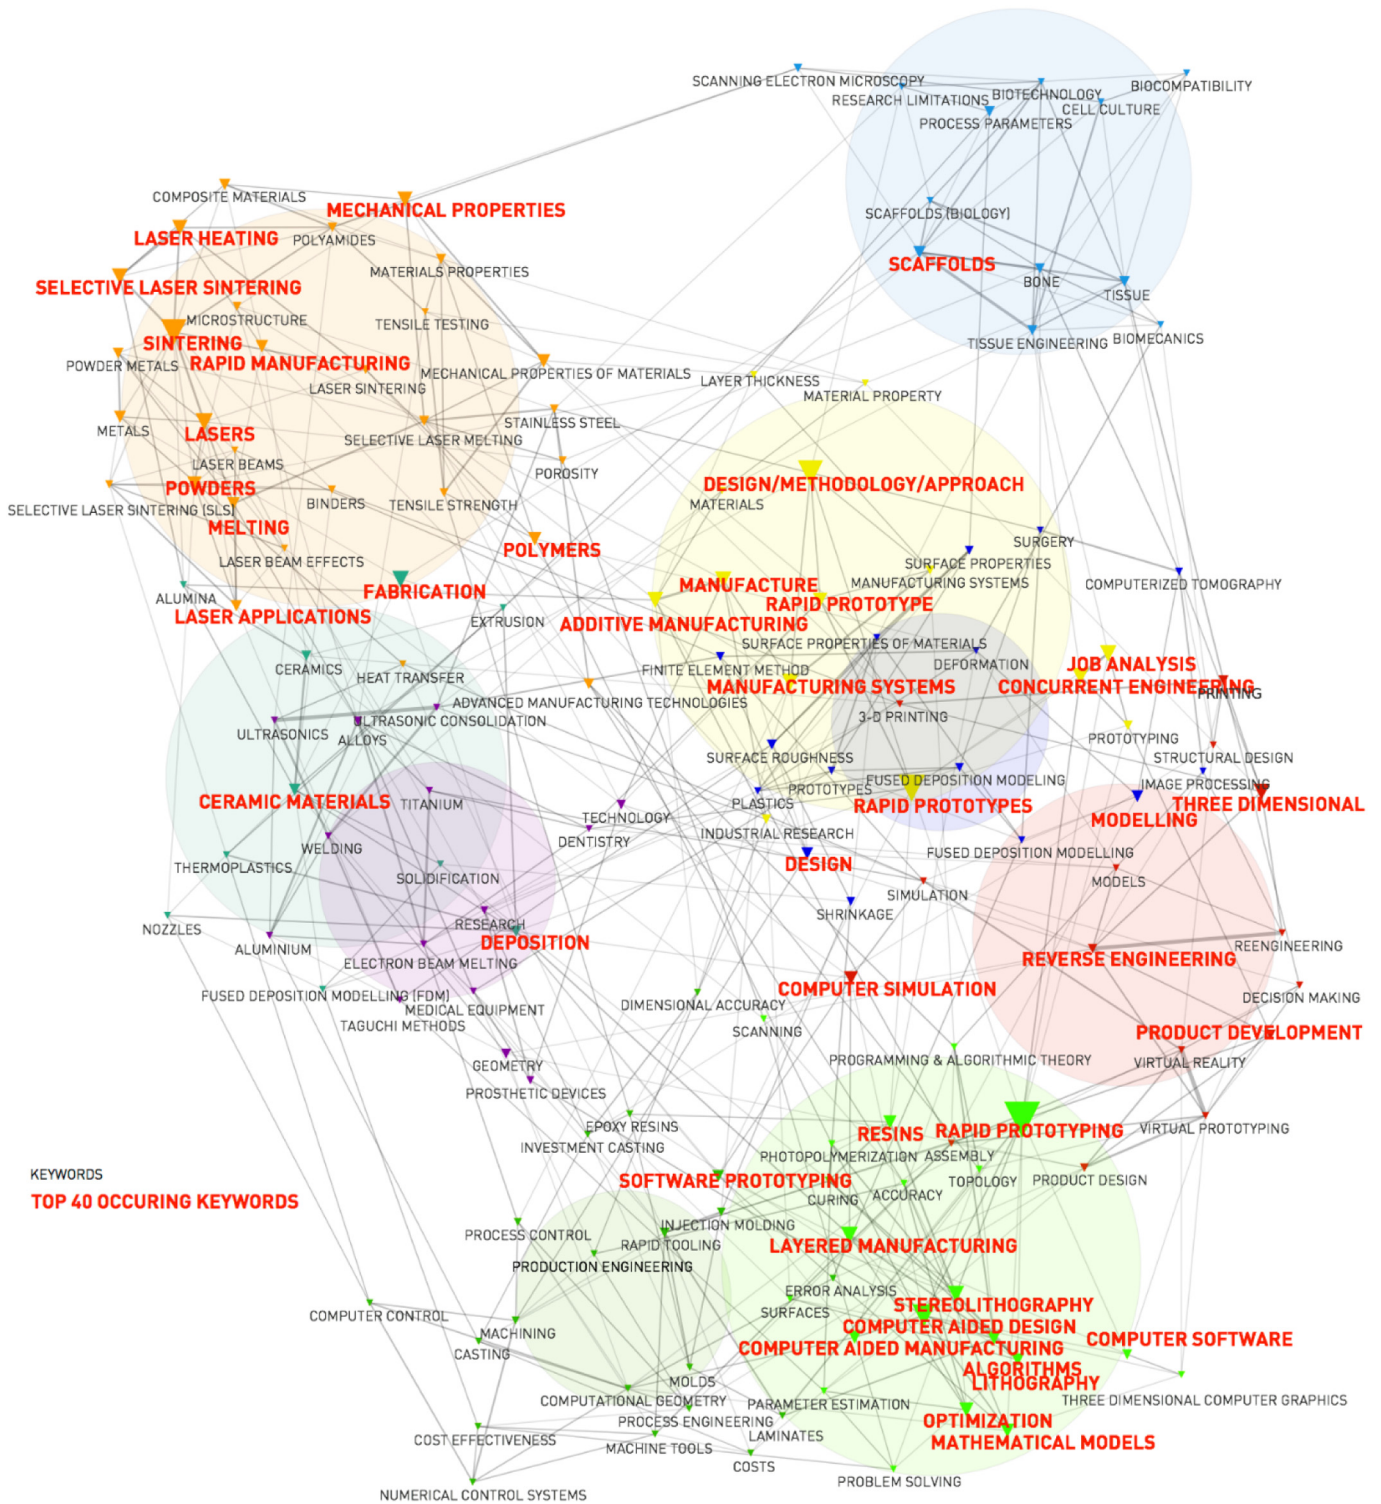 SCANNING ELECTRON MICROSCOPY
BIOTECHNOLOGY
BIOCOMPATIBILITY
RESEARCH LIMITATIONS
CELL CULTURE
PROCESS PARAMETERS
COMPOSITE MATERIALS
MECHANICAL PROPERTIES
SCAFFOLDS (BIOLOGY)
LASER HEATING
POLYAMIDES
SCAFFOLDS
MATERIALS PROPERTIES
BONE
SELECTIVE LASER SINTERING
TISSUE
MICROSTRUCTURE
TENSILE TESTING
SINTERING
TISSUE ENGINEERING
BIOMECANICS
POWDER METALS
RAPID MANUFACTURING
MECHANICAL PROPERTIES OF MATERIALS
LAYER THICKNESS
LASER SINTERING
MATERIAL PROPERTY
METALS
LASERS
STAINLESS STEEL
SELECTIVE LASER MELTING
LASER BEAMS
POROSITY
POWDERS
DESIGN/METHODOLOGY/APPROACH
BINDERS
TENSILE STRENGTH
MATERIALS
SELECTIVE LASER SINTERING (SLS)
MELTING
SURGERY
POLYMERS
LASER BEAM EFFECTS
SURFACE PROPERTIES
MANUFACTURING SYSTEMS
COMPUTERIZED TOMOGRAPHY
FABRICATION
MANUFACTURE
ALUMINA
RAPID PROTOTYPE
LASER APPLICATIONS
EXTRUSION
ADDITIVE MANUFACTURING
SURFACE PROPERTIES OF MATERIALS
CERAMICS
HEAT TRANSFER
FINITE ELEMENT METHOD
DEFORMATION
JOB ANALYSIS
MANUFACTURING SYSTEMS
CONCURRENT ENGINEERING
PRINTING
ADVANCED MANUFACTURING TECHNOLOGIES
3-D PRINTING
ULTRASONIC CONSOLIDATION
ULTRASONICS
ALLOYS
PROTOTYPING
SURFACE ROUGHNESS
STRUCTURAL DESIGN
FUSED DEPOSITION MODELING
PROTOTYPES
IMAGE PROCESSING
CERAMIC MATERIALS
TITANIUM
PLASTICS
RAPID PROTOTYPES
THREE DIMENSIONAL
TECHNOLOGY
MODELLING
INDUSTRIAL RESEARCH
DENTISTRY
WELDING
FUSED DEPOSITION MODELLING
THERMOPLASTICS
SOLIDIFICATION
DESIGN
MODELS
SIMULATION
SHRINKAGE
RESEARCH
NOZZLES
DEPOSITION
REENGINEERING
ALUMINIUM
REVERSE ENGINEERING
ELECTRON BEAM MELTING
COMPUTER SIMULATION
FUSED DEPOSITION MODELLING (FDM)
DECISION MAKING
DIMENSIONAL ACCURACY
MEDICAL EQUIPMENT
TAGUCHI METHODS
SCANNING
PRODUCT DEVELOPMENT
PROGRAMMING & ALGORITHMIC THEORY
VIRTUAL REALITY
GEOMETRY
PROSTHETIC DEVICES
EPOXY RESINS
RESINS
RAPID PROTOTYPING
VIRTUAL PROTOTYPING
INVESTMENT CASTING
PHOTOPOLYMERIZATION
ASSEMBLY
KEYWORDS
SOFTWARE PROTOTYPING
TOPOLOGY
PRODUCT DESIGN
TOP 40 OCCURING KEYWORDS
CURING
ACCURACY
INJECTION MOLDING
PROCESS CONTROL
RAPID TOOLING
LAYERED MANUFACTURING
PRODUCTION ENGINEERING
ERROR ANALYSIS
STEREOLITHOGRAPHY
SURFACES
COMPUTER CONTROL
COMPUTER AIDED DESIGN
MACHINING
COMPUTER SOFTWARE
COMPUTER AIDED MANUFACTURING
CASTING
ALGORITHMS
MOLDS
LITHOGRAPHY
COMPUTATIONAL GEOMETRY
PARAMETER ESTIMATION
THREE DIMENSIONAL COMPUTER GRAPHICS
PROCESS ENGINEERING
OPTIMIZATION
LAMINATES
COST EFFECTIVENESS
MATHEMATICAL MODELS
MACHINE TOOLS
COSTS
PROBLEM SOLVING
NUMERICAL CONTROL SYSTEMS